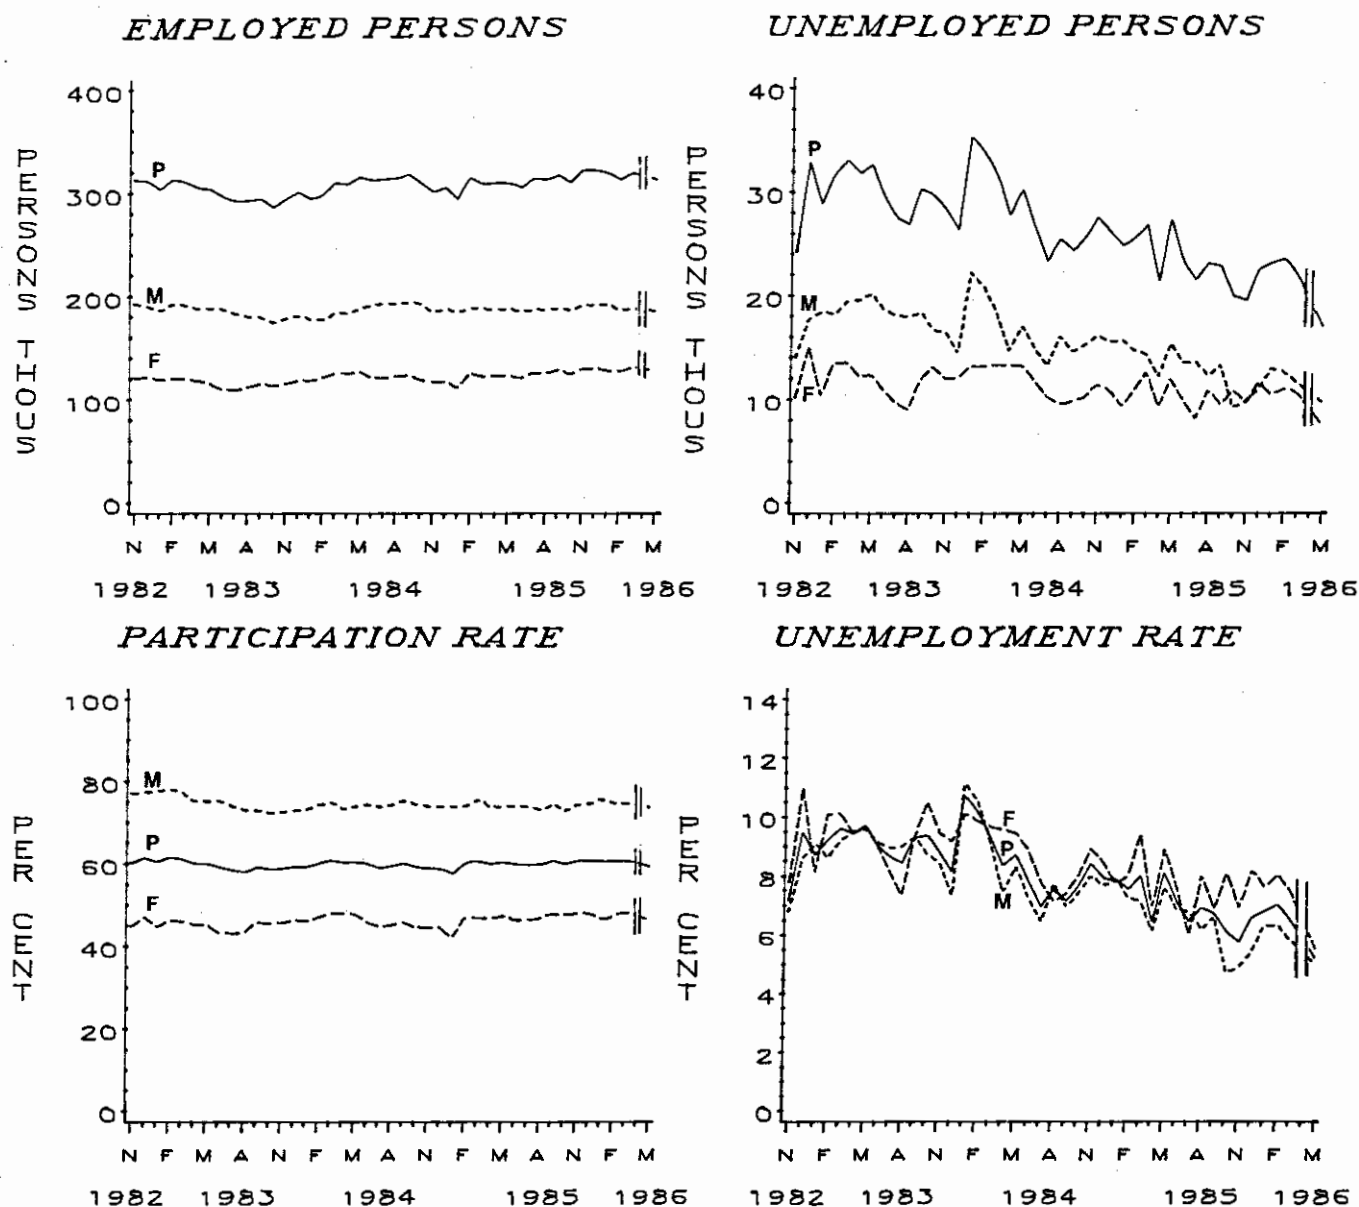 EMPLOYED PERSONS
PERSONS THOUS
400
300
200
100
0
P
M
F
N F M A N F M A N F M A N F M
1982 1983 1984 1985 1986
UNEMPLOYED PERSONS
PERSONS THOUS
40
30
20
10
0
P
M
F
N F M A N F M A N F M A N F M
1982 1983 1984 1985 1986
PARTICIPATION RATE
PER CENT
100
80
60
40
20
0
M
P
F
N F M A N F M A N F M A N F M
1982 1983 1984 1985 1986
UNEMPLOYMENT RATE
PER CENT
14
12
10
8
6
4
2
0
F
P
M
N F M A N F M A N F M A N F M
1982 1983 1984 1985 1986